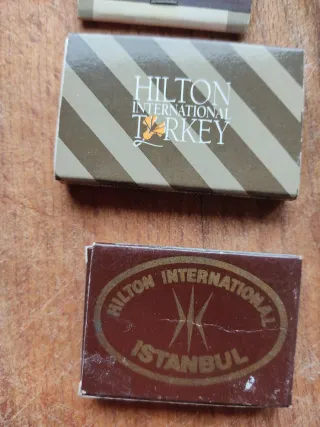 HILTON
INTERNATIONAL
TURKEY
HILTON INTERNATIONAL
ISTANBUL